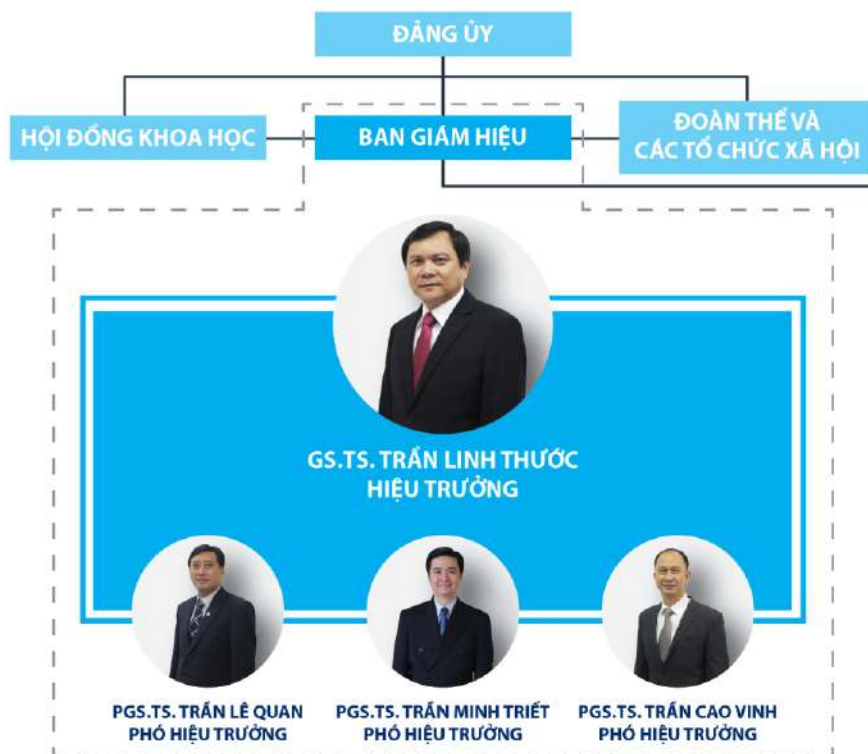 ĐẢNG ỦY
HỘI ĐỒNG KHOA HỌC
BAN GIÁM HIỆU
ĐOÀN THỂ VÀ
CÁC TỔ CHỨC XÃ HỘI
GS.TS. TRẦN LINH THƯỚC
HIỆU TRƯỞNG
PGS.TS. TRẦN LÊ QUAN
PHÓ HIỆU TRƯỞNG
PGS.TS. TRẦN MINH TRIẾT
PHÓ HIỆU TRƯỞNG
PGS.TS. TRẦN CAO VINH
PHÓ HIỆU TRƯỞNG